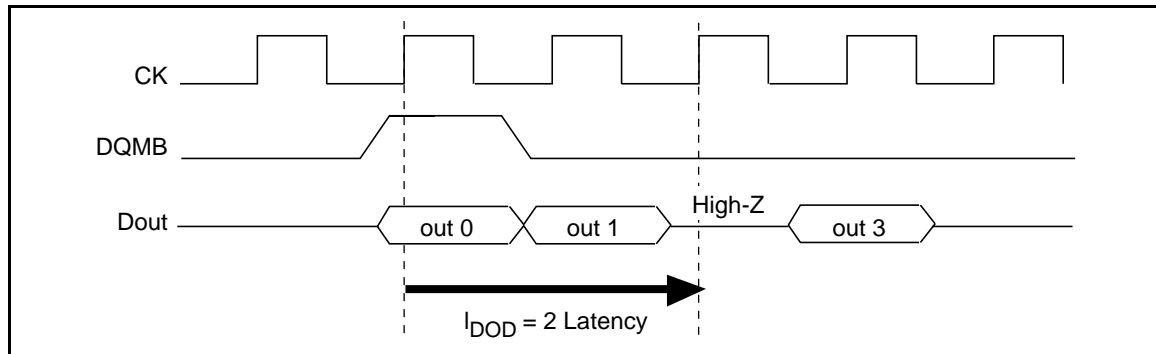 CK
DQMB
Dout
out 0
out 1
High-Z
out 3
lDOD = 2 Latency